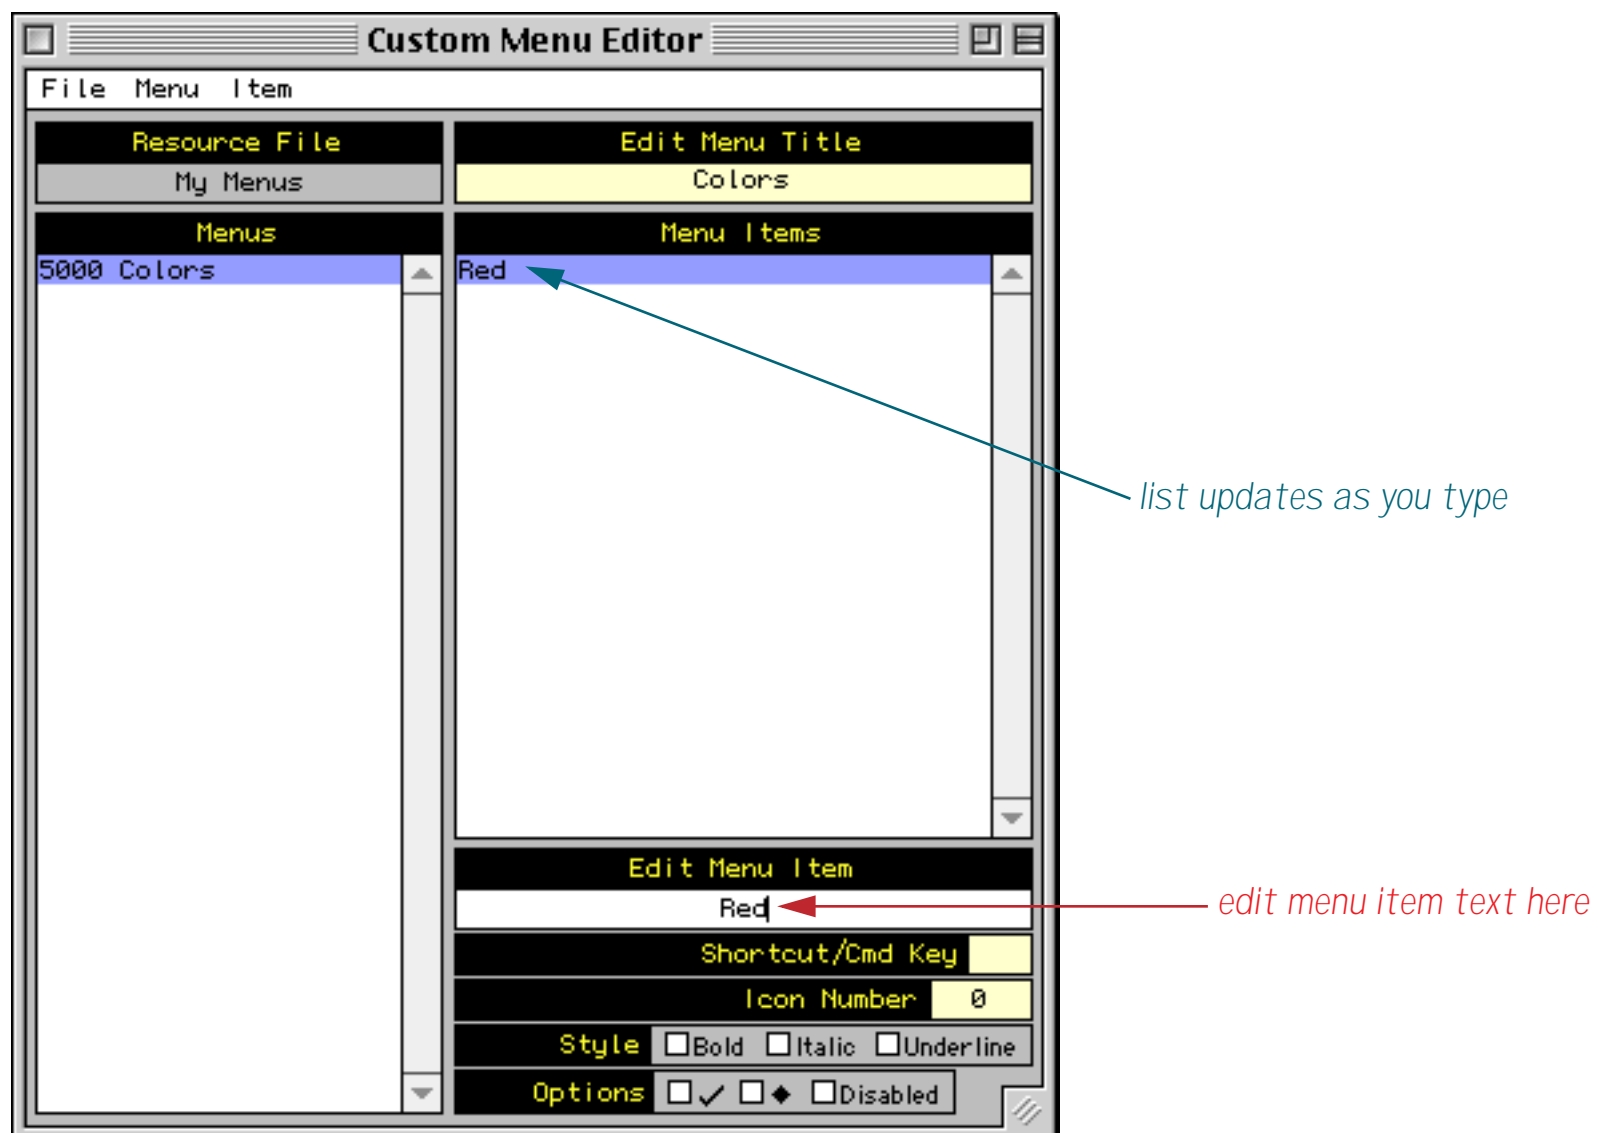 Custom Menu Editor
File Menu Item
Resource File
My Menus
Edit Menu Title
Colors
Menus
5000 Colors
Menu Items
Red
list updates as you type
Edit Menu Item
Red
edit menu item text here
Shortcut/Cmd Key
Icon Number 0
Style Bold Italic Underline
Options Disabled